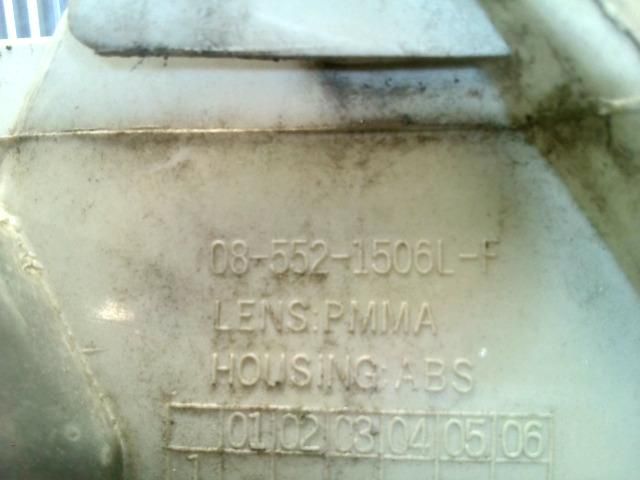 08-552-1506L-F
LENS:PMMA
HOUSING:ABS
01 02 03 04 05 06